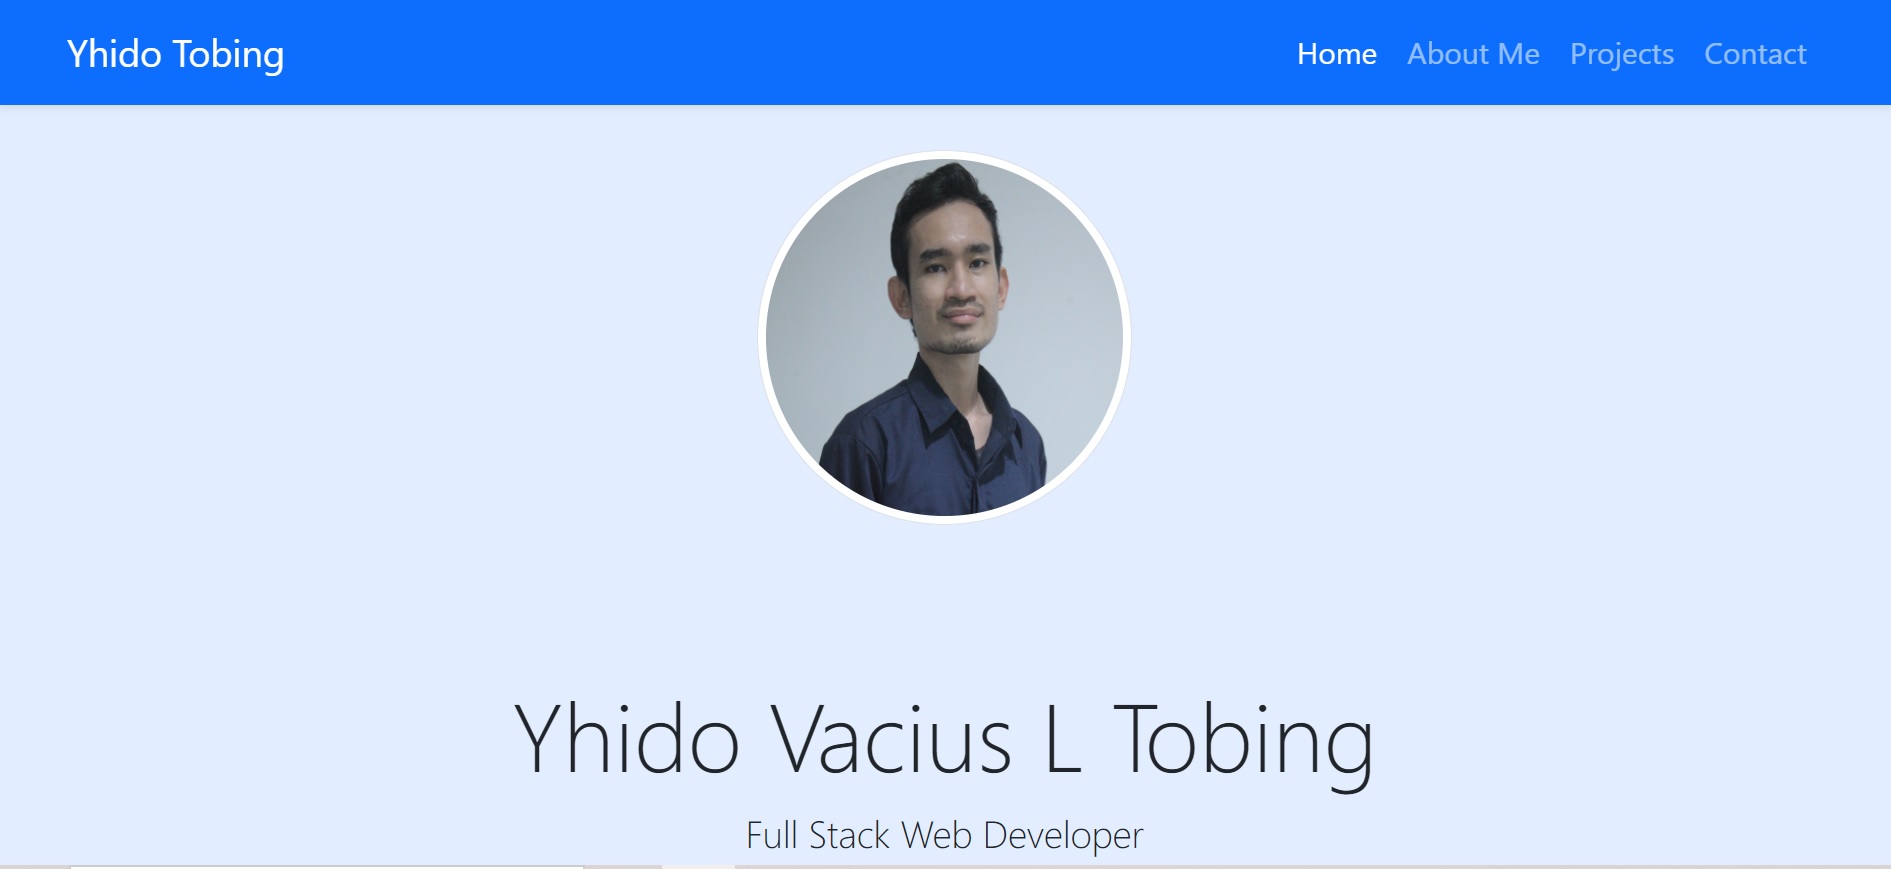 Yhido Tobing
Home About Me Projects Contact
Yhido Vacius L Tobing
Full Stack Web Developer